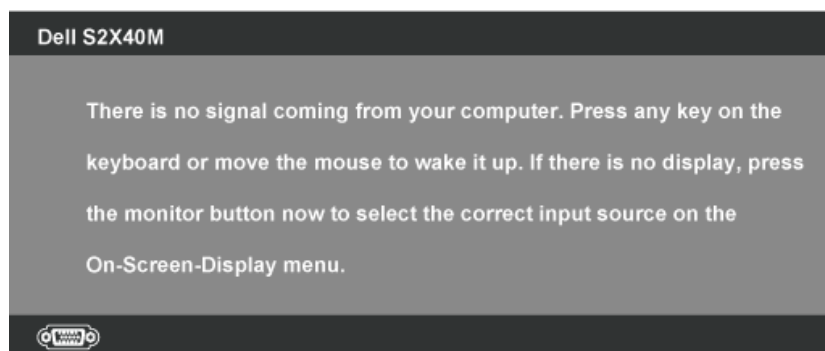 Dell S2X40M
There is no signal coming from your computer. Press any key on the
keyboard or move the mouse to wake it up. If there is no display, press
the monitor button now to select the correct input source on the
On-Screen-Display menu.